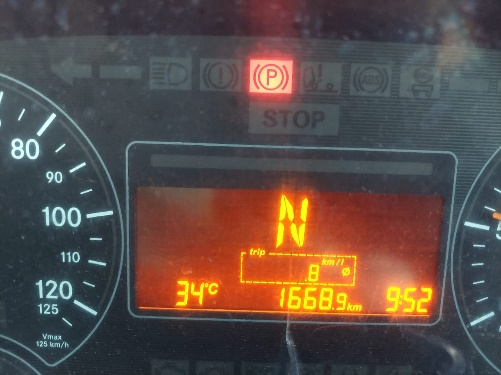 (P)
ABS
STOP
80
90
100
110
120
125
Vmax
125 km/h
N
trip
km/l
8 Ø
34°C
1668.9 km
9:52